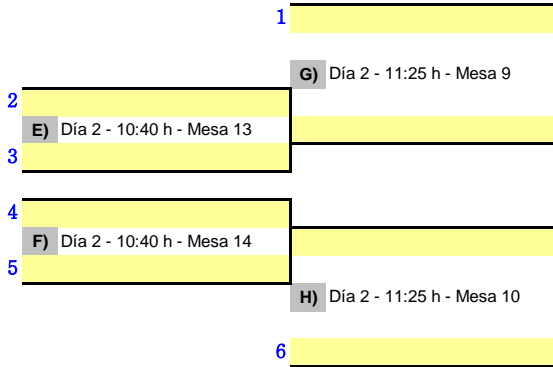 1
G) Día 2 - 11:25 h - Mesa 9
2
E) Día 2 - 10:40 h - Mesa 13
3
4
F) Día 2 - 10:40 h - Mesa 14
5
H) Día 2 - 11:25 h - Mesa 10
6